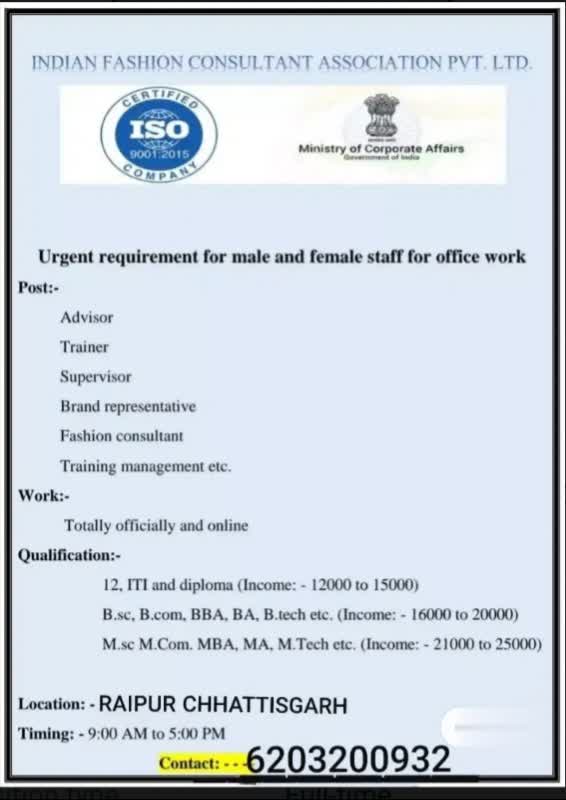 INDIAN FASHION CONSULTANT ASSOCIATION PVT. LTD.
CERTIFIED
ISO
9001:2015
COMPANY
Ministry of Corporate Affairs
Government of India
Urgent requirement for male and female staff for office work
Post:-
Advisor
Trainer
Supervisor
Brand representative
Fashion consultant
Training management etc.
Work:-
Totally officially and online
Qualification:-
12, ITI and diploma (Income: - 12000 to 15000)
B.sc, B.com, BBA, BA, B.tech etc. (Income: - 16000 to 20000)
M.sc M.Com. MBA, MA, M.Tech etc. (Income: - 21000 to 25000)
Location: - RAIPUR CHHATTISGARH
Timing: - 9:00 AM to 5:00 PM
Contact: - - -6203200932